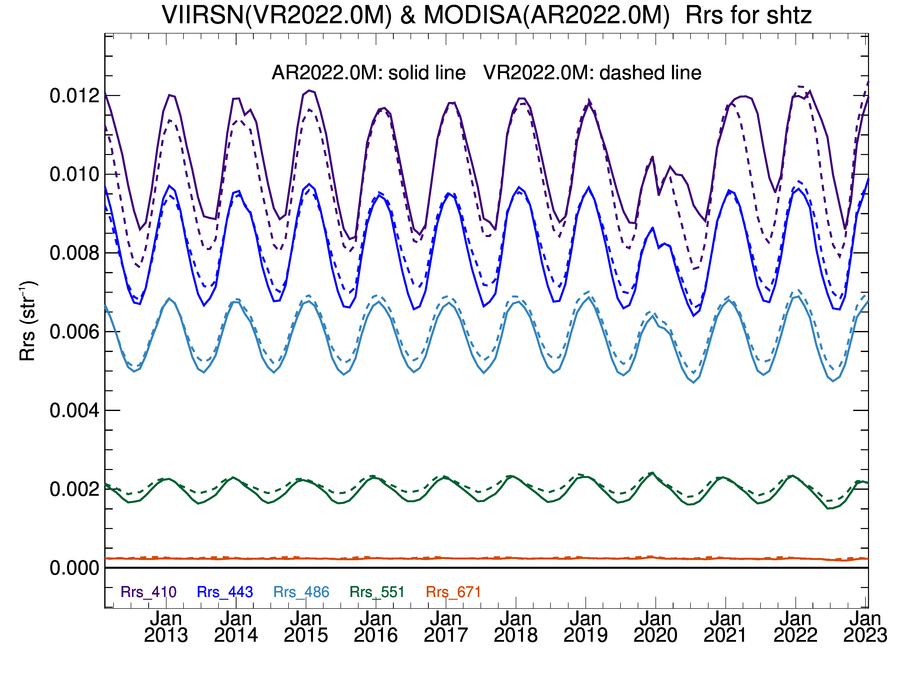 VIIRSN(VR2022.0M) & MODISA(AR2022.0M)  Rrs for shtz
AR2022.0M: solid line   VR2022.0M: dashed line
Rrs (str⁻¹)
0.012
0.010
0.008
0.006
0.004
0.002
0.000
Rrs_410 Rrs_443 Rrs_486 Rrs_551 Rrs_671
Jan Jan Jan Jan Jan Jan Jan Jan Jan Jan Jan
2013 2014 2015 2016 2017 2018 2019 2020 2021 2022 2023